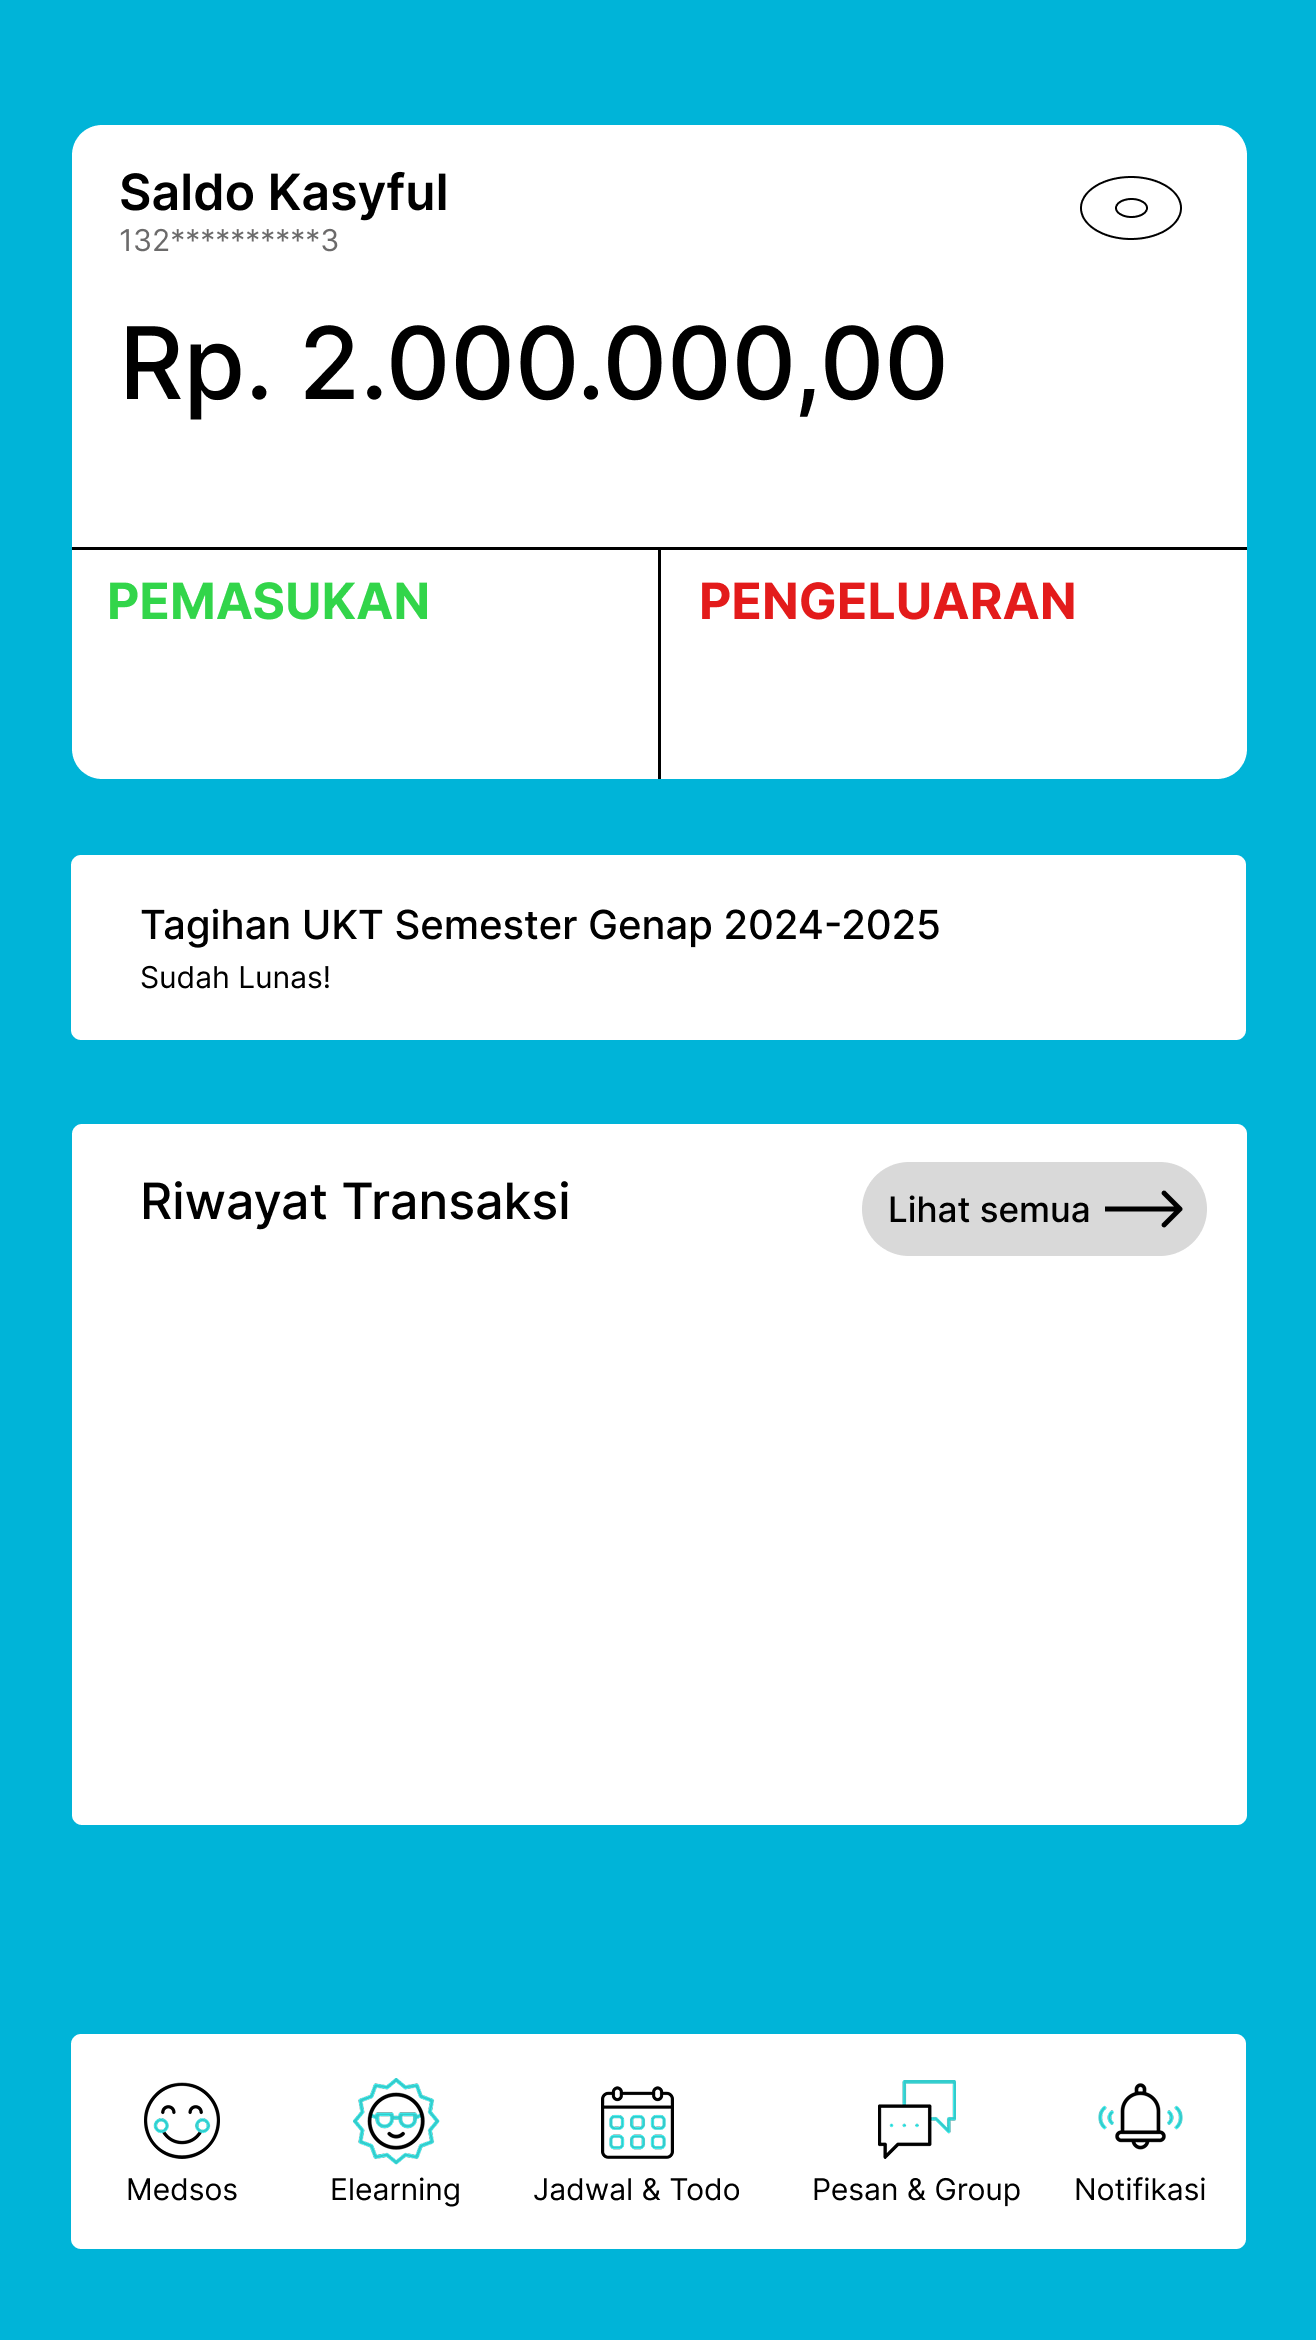 Saldo Kasyful
132**********3
Rp. 2.000.000,00
PEMASUKAN
PENGELUARAN
Tagihan UKT Semester Genap 2024-2025
Sudah Lunas!
Riwayat Transaksi
Lihat semua
Medsos
Elearning
Jadwal & Todo
Pesan & Group
Notifikasi